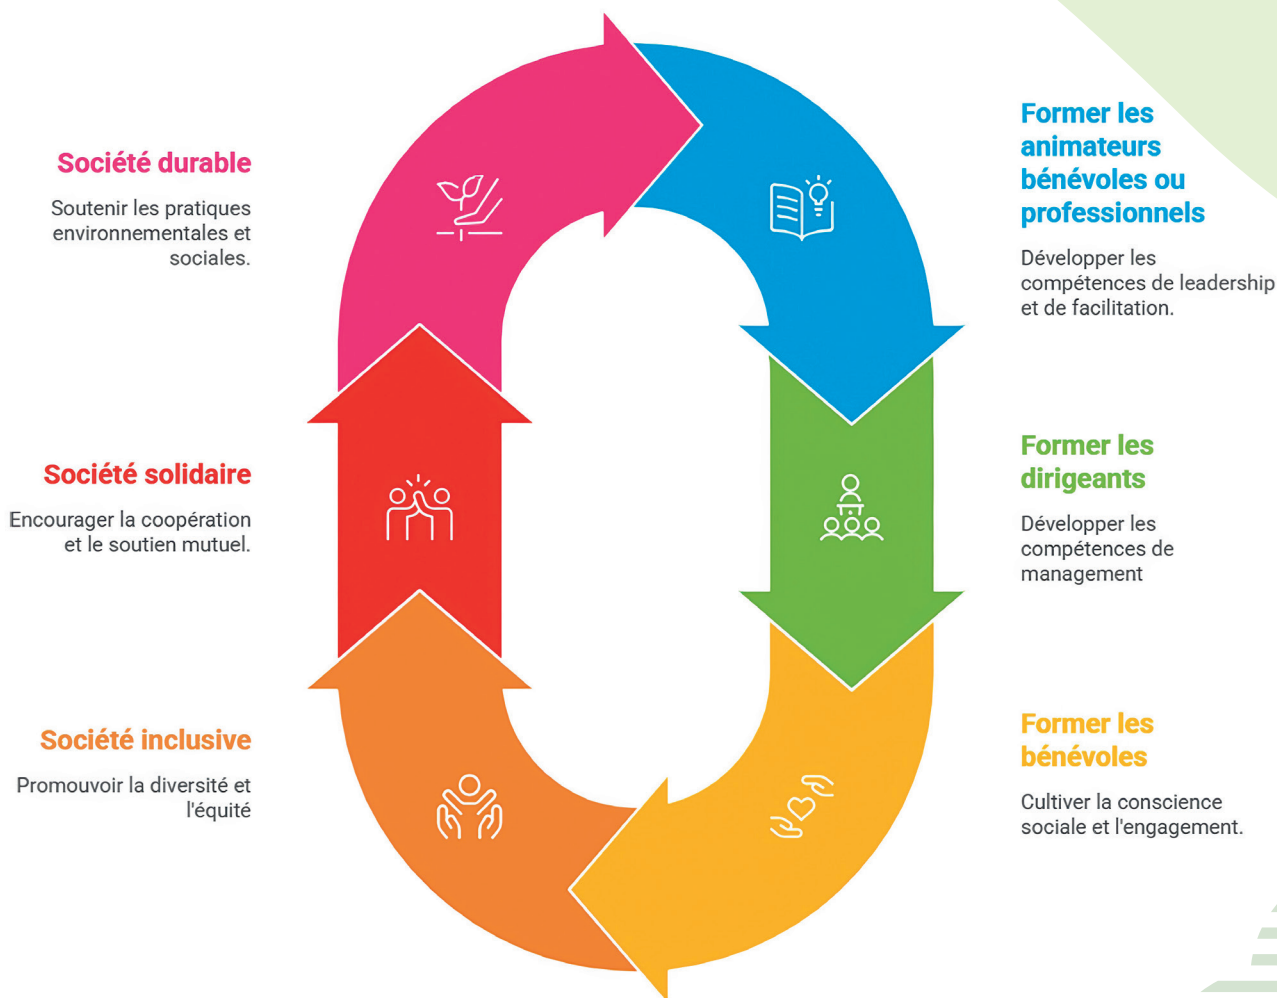 Société durable
Soutenir les pratiques
environnementales et
sociales.
Société solidaire
Encourager la coopération
et le soutien mutuel.
Société inclusive
Promouvoir la diversité et
l'équité
Former les
animateurs
bénévoles ou
professionnels
Développer les
compétences de leadership
et de facilitation.
Former les
dirigeants
Développer les
compétences de
management
Former les
bénévoles
Cultiver la conscience
sociale et l'engagement.